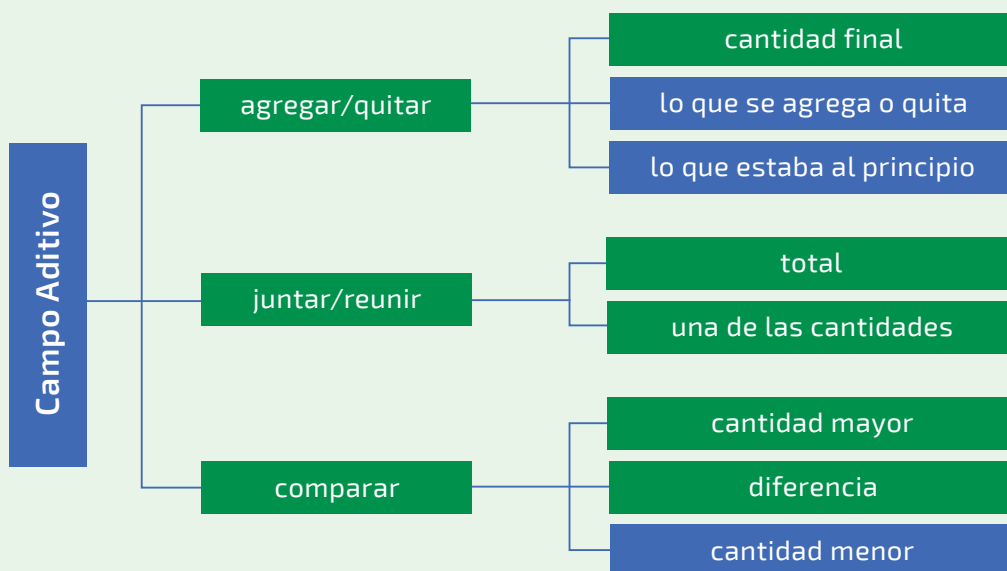 Campo Aditivo
agregar/quitar
cantidad final
lo que se agrega o quita
lo que estaba al principio
juntar/reunir
total
una de las cantidades
comparar
cantidad mayor
diferencia
cantidad menor